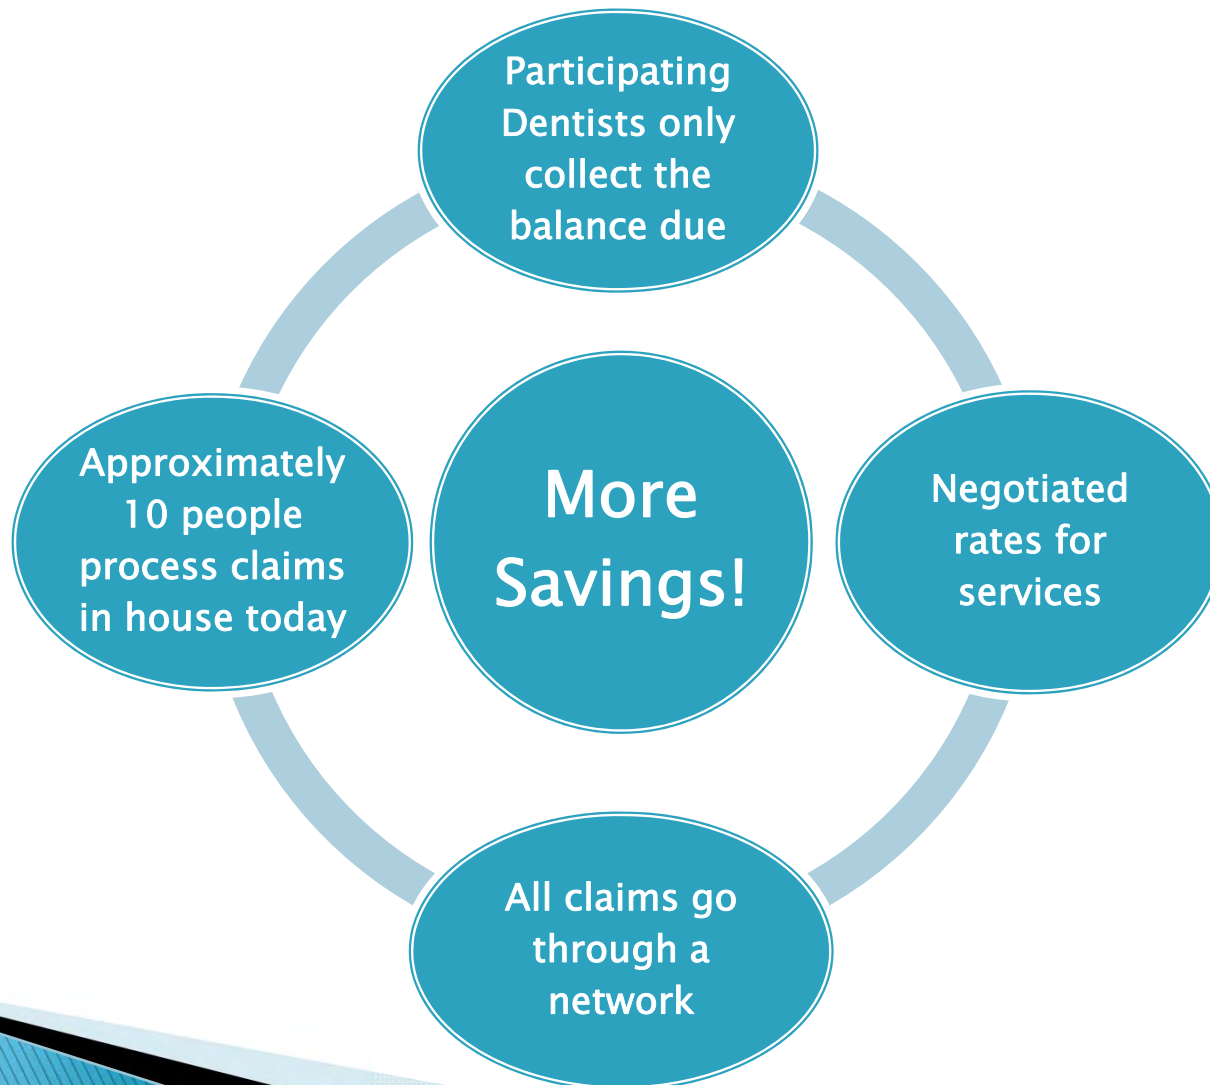 Participating
Dentists only
collect the
balance due
Approximately
10 people
process claims
in house today
More
Savings!
Negotiated
rates for
services
All claims go
through a
network